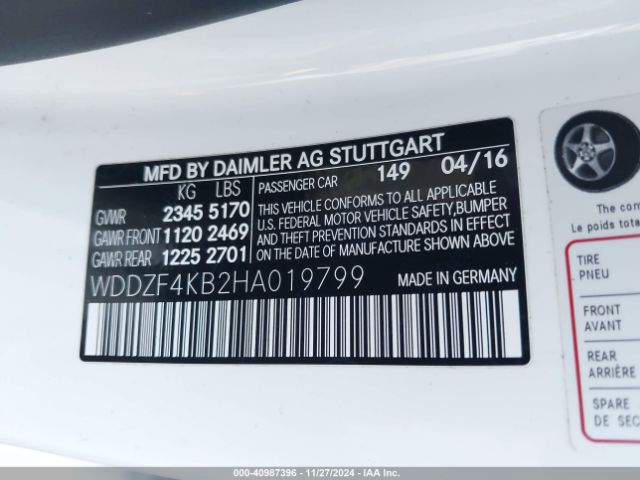 MFD BY DAIMLER AG STUTTGART
KG LBS
GVWR 2345 5170
GAWR FRONT 1120 2469
GAWR REAR 1225 2701
PASSENGER CAR 149 04/16
THIS VEHICLE CONFORMS TO ALL APPLICABLE
U.S. FEDERAL MOTOR VEHICLE SAFETY, BUMPER
AND THEFT PREVENTION STANDARDS IN EFFECT
ON THE DATE OF MANUFACTURE SHOWN ABOVE.
WDDZF4KB2HA019799
MADE IN GERMANY
The com
Le poids tota
TIRE
PNEU
FRONT
AVANT
REAR
ARRIÈRE
SPARE
DE SEC
000-40987396 - 11/27/2024 - IAA Inc.